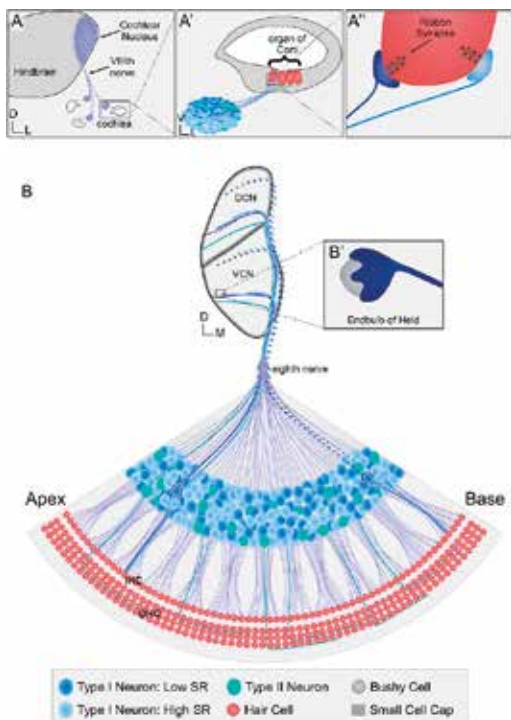 A
Cochlear
Nucleus
Hindbrain
VIIIth
nerve
cochlea
D
L
A'
organ of
Corti
V
L
A''
Ribbon
Synapse
B
DCN
VCN
D
M
B'
Endbulb of Held
eighth nerve
Apex
Base
IHC
OHC
Type I Neuron: Low SR
Type II Neuron
Bushy Cell
Type I Neuron: High SR
Hair Cell
Small Cell Cap